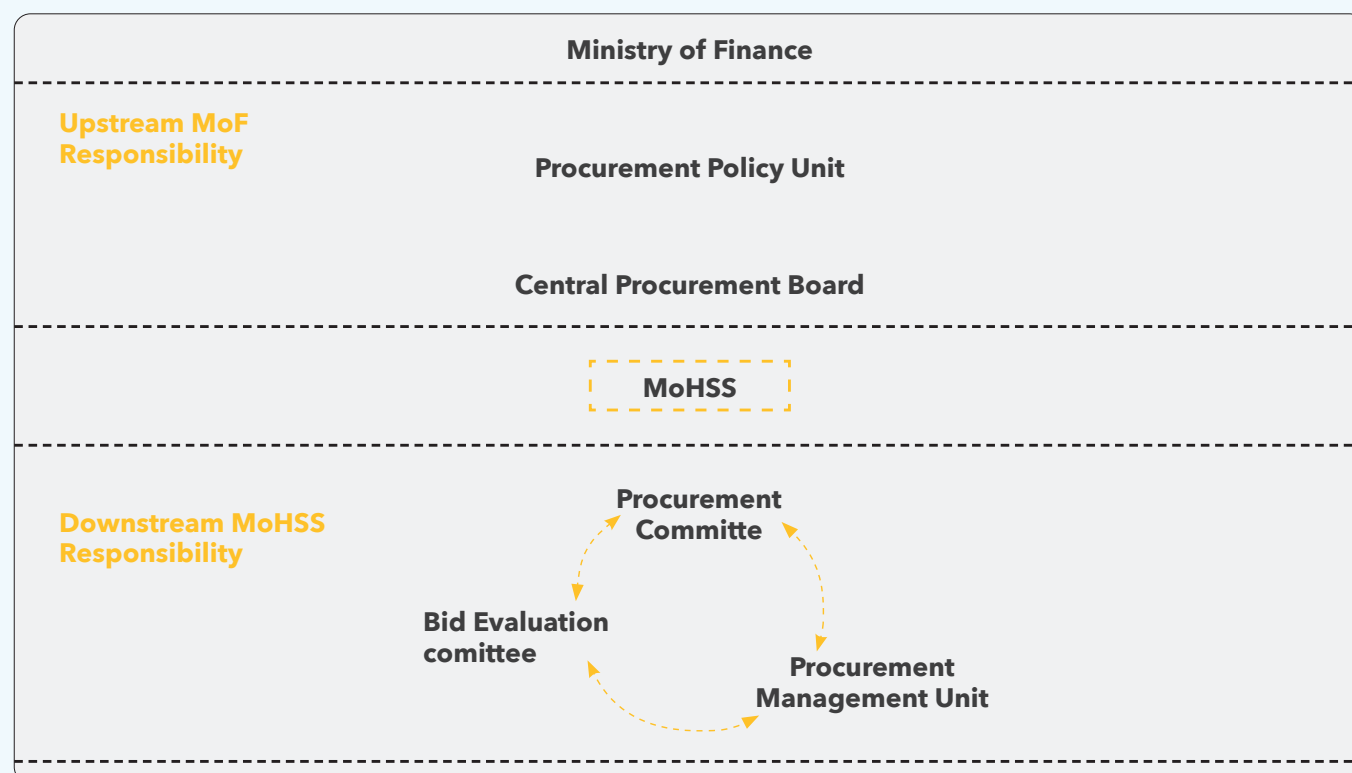 Ministry of Finance
Upstream MoF
Responsibility
Procurement Policy Unit
Central Procurement Board
MoHSS
Downstream MoHSS
Responsibility
Procurement
Committe
Bid Evaluation
comittee
Procurement
Management Unit